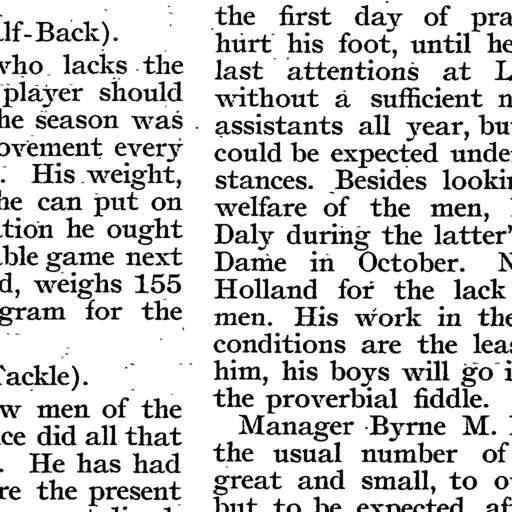 lf-Back).
who lacks the
player should
he season was
ovement every
His weight,
he can put on
ation he ought
able game next
d, weighs 155
gram for the
Tackle).
w men of the
ce did all that
. He has had
re the present
the first day of pra
hurt his foot, until he
last attentions at L
without a sufficient n
assistants all year, bu
could be expected unde
stances. Besides looki
welfare of the men,
Daly during the latter'
Dame in October. N
Holland for the lack
men. His work in the
conditions are the lea
him, his boys will go i
the proverbial fiddle.
Manager Byrne M.
the usual number of
great and small, to o
but to be expected, af